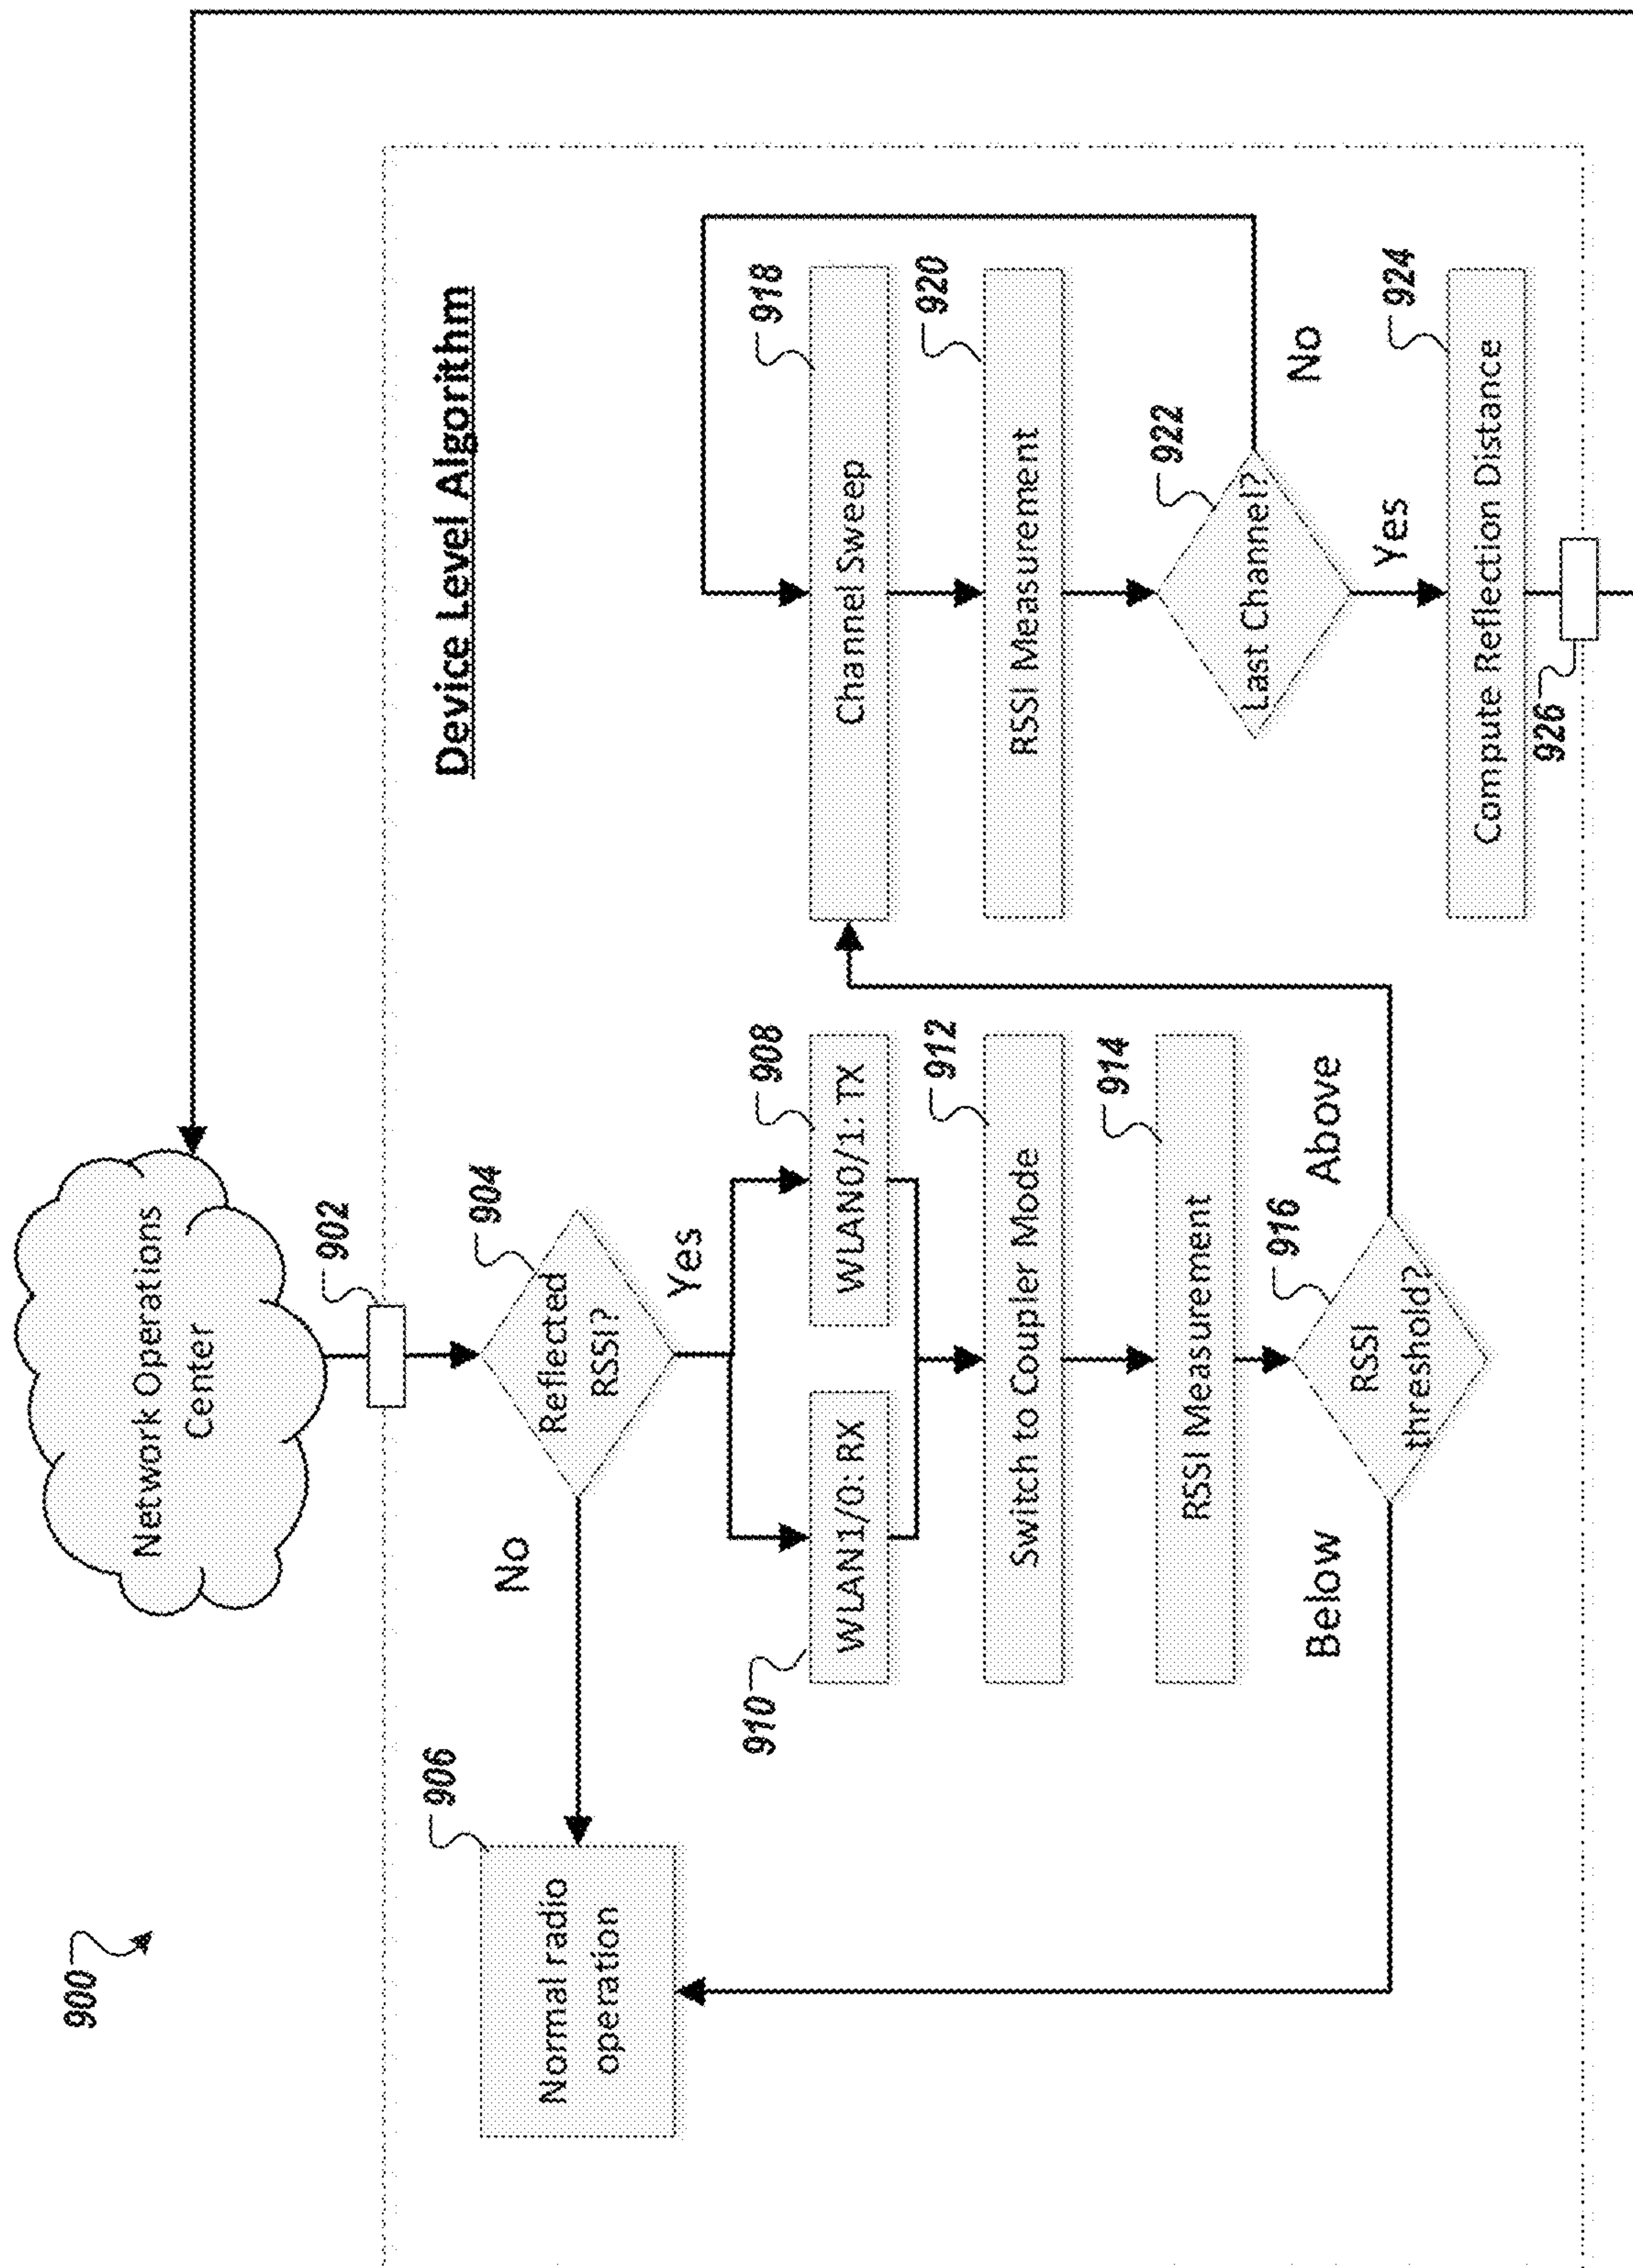 900
Network Operations
Center
902
Device Level Algorithm
904
Reflected
RSSI?
No
Yes
906
Normal radio
operation
910
WLAN1/0: RX
908
WLAN0/1: TX
912
Switch to Coupler Mode
914
RSSI Measurement
916
RSSI
threshold?
Below
Above
918
Channel Sweep
920
RSSI Measurement
922
Last Channel?
No
Yes
924
Compute Reflection Distance
926